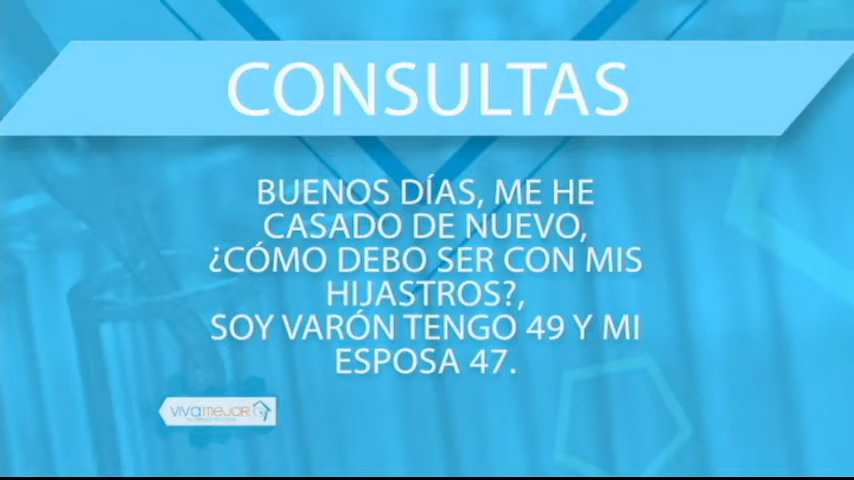 CONSULTAS
BUENOS DÍAS, ME HE
CASADO DE NUEVO,
¿CÓMO DEBO SER CON MIS
HIJASTROS?,
SOY VARÓN TENGO 49 Y MI
ESPOSA 47.
VIVAMEJOR